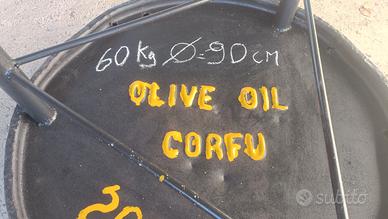 60 Kg Ø=90 cm
OLIVE OIL
CORFU
subito